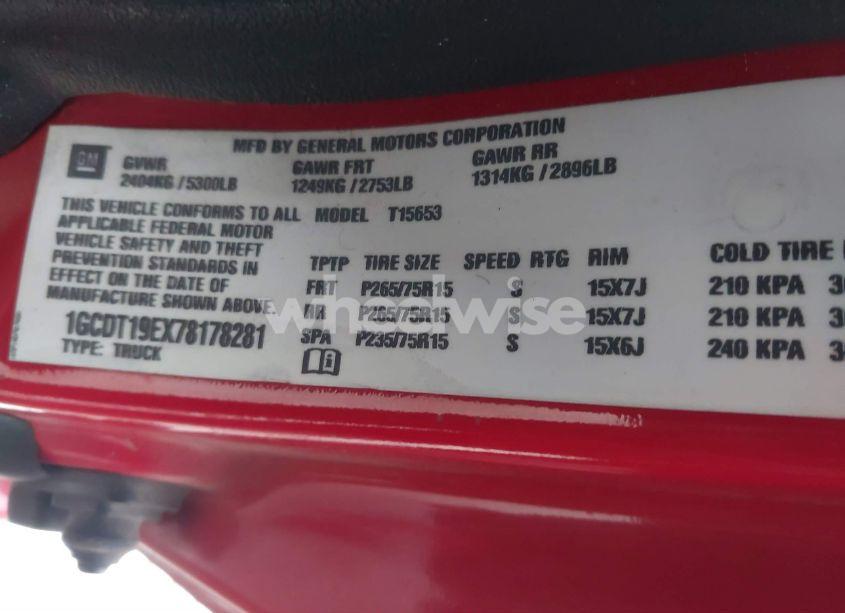 MFD BY GENERAL MOTORS CORPORATION
GM
GVWR GAWR FRT GAWR RR
2404KG / 5300LB 1249KG / 2753LB 1314KG / 2896LB
THIS VEHICLE CONFORMS TO ALL MODEL T15653
APPLICABLE FEDERAL MOTOR
VEHICLE SAFETY AND THEFT
PREVENTION STANDARDS IN
EFFECT ON THE DATE OF
MANUFACTURE SHOWN ABOVE.
1GCDT19EX78178281
TYPE: TRUCK
TPTP TIRE SIZE SPEED RTG RIM COLD TIRE
FRT P265/75R15 S 15X7J 210 KPA
RR P265/75R15 S 15X7J 210 KPA
SPA P235/75R15 S 15X6J 240 KPA
wheelwise